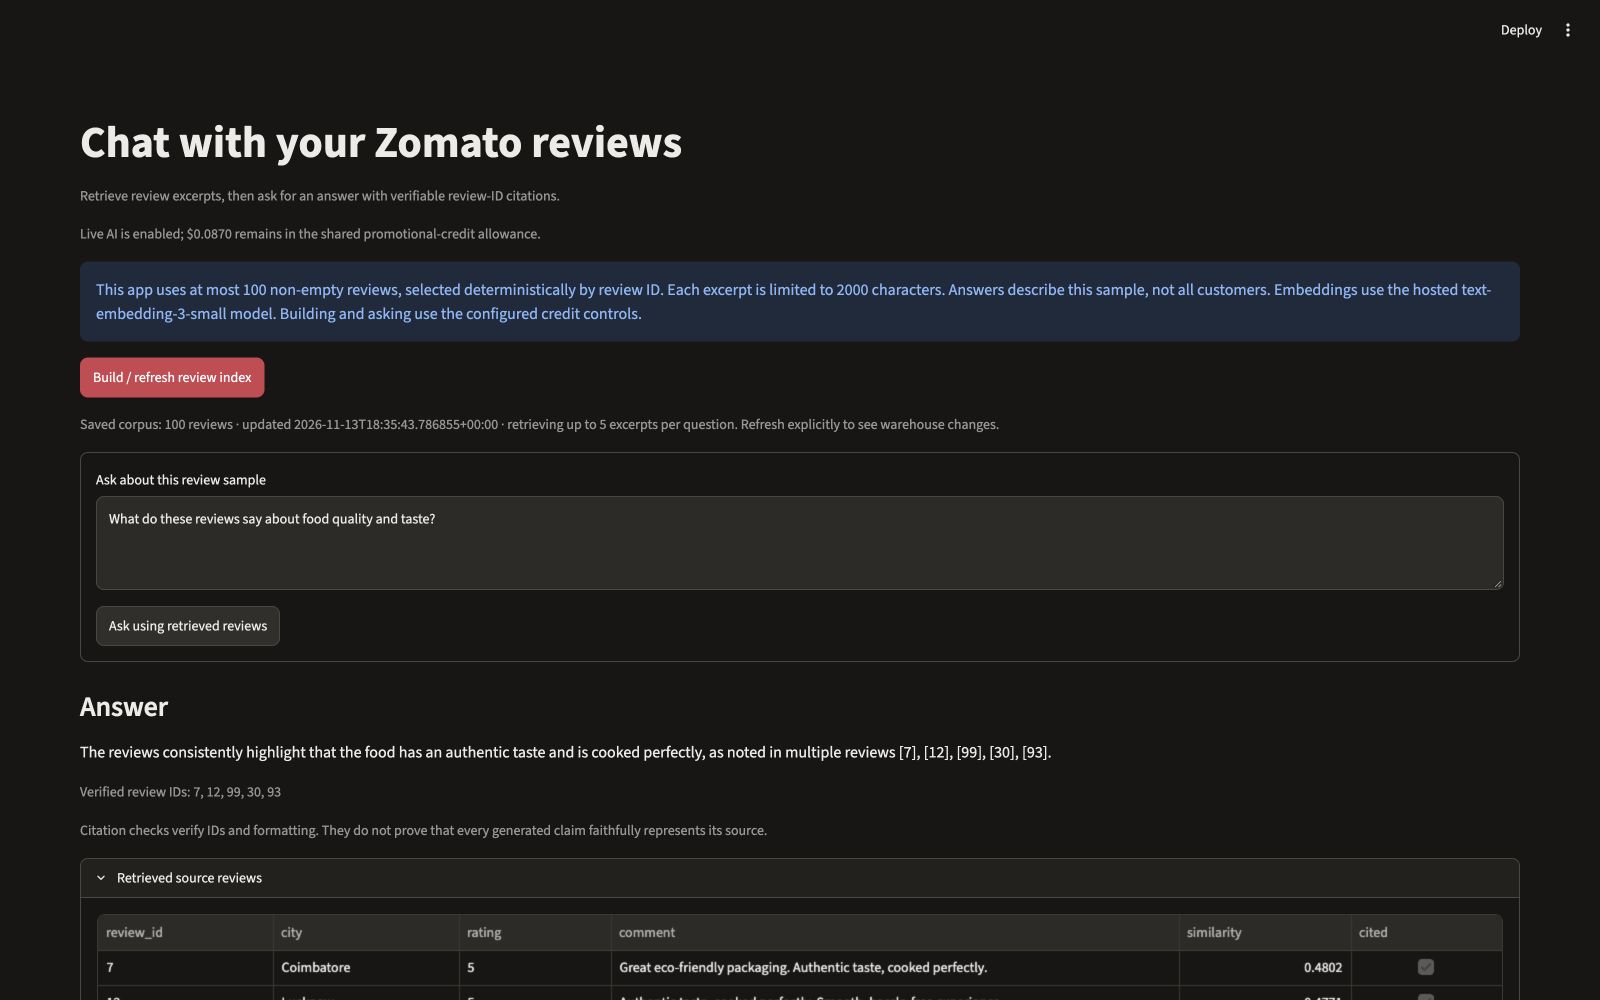 Deploy
Chat with your Zomato reviews
Retrieve review excerpts, then ask for an answer with verifiable review-ID citations.
Live AI is enabled; $0.0870 remains in the shared promotional-credit allowance.
This app uses at most 100 non-empty reviews, selected deterministically by review ID. Each excerpt is limited to 2000 characters. Answers describe this sample, not all customers. Embeddings use the hosted text-
embedding-3-small model. Building and asking use the configured credit controls.
Build / refresh review index
Saved corpus: 100 reviews · updated 2026-11-13T18:35:43.786855+00:00 · retrieving up to 5 excerpts per question. Refresh explicitly to see warehouse changes.
Ask about this review sample
What do these reviews say about food quality and taste?
Ask using retrieved reviews
Answer
The reviews consistently highlight that the food has an authentic taste and is cooked perfectly, as noted in multiple reviews [7], [12], [99], [30], [93].
Verified review IDs: 7, 12, 99, 30, 93
Citation checks verify IDs and formatting. They do not prove that every generated claim faithfully represents its source.
Retrieved source reviews
review_id city rating comment similarity cited
7 Coimbatore 5 Great eco-friendly packaging. Authentic taste, cooked perfectly. 0.4802